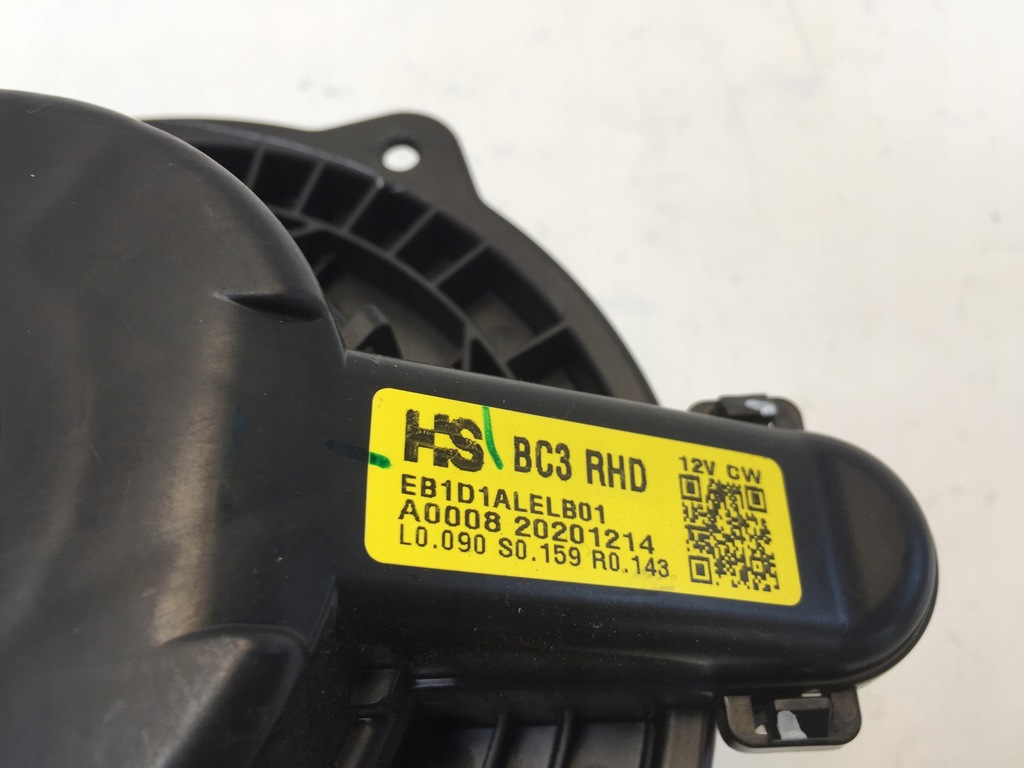 HS BC3 RHD 12V CW
EB1D1ALELB01
A0008 20201214
L0.090 S0.159 R0.143